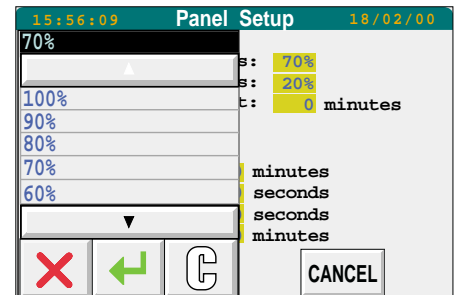 15:56:09 Panel Setup 18/02/00
70%
s: 70%
s: 20%
100% t: 0 minutes
90%
80%
70% minutes
60% seconds
seconds
minutes
C CANCEL